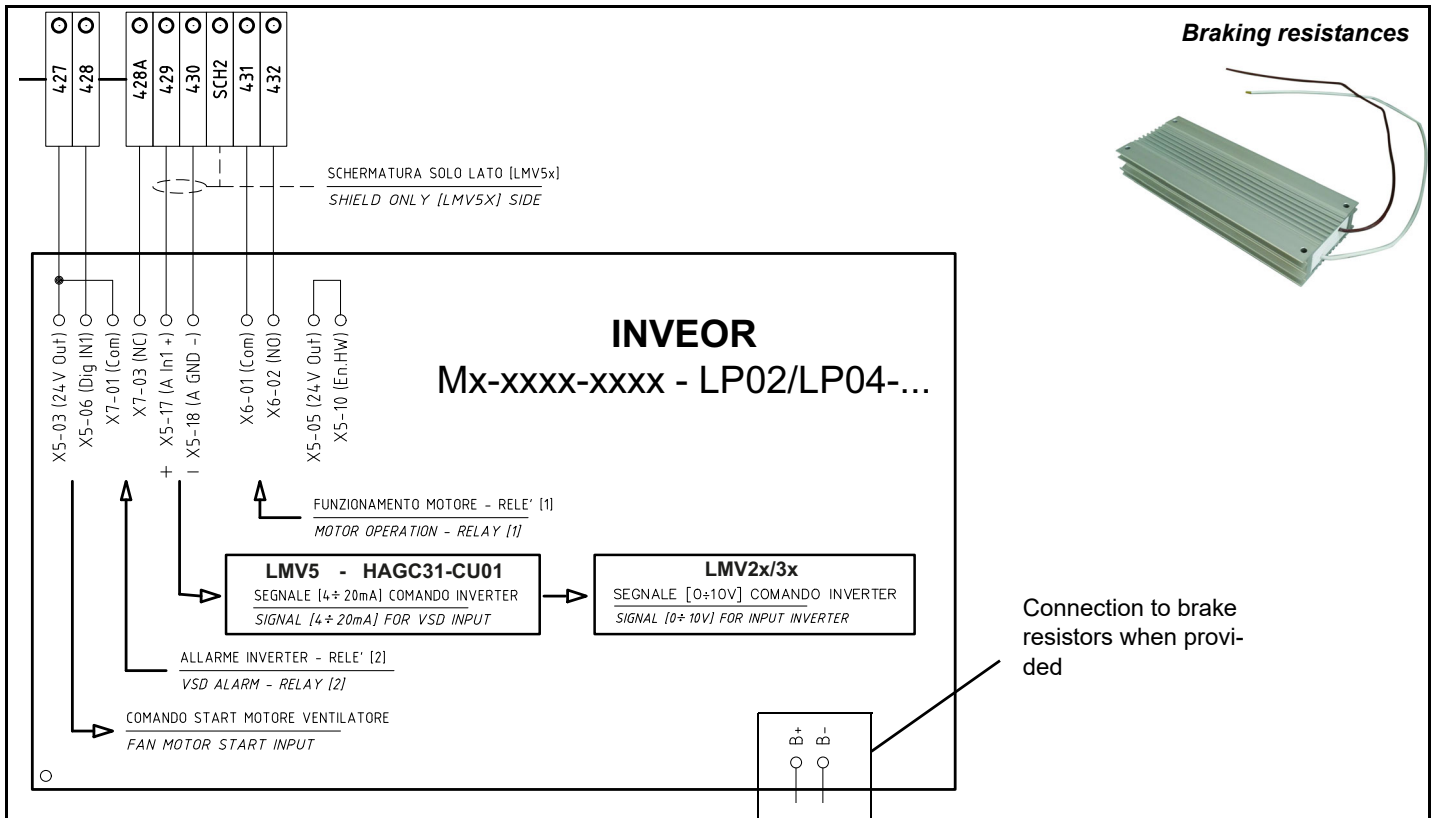 Braking resistances
427
428
428A
429
430
SCH2
431
432
SCHERMATURA SOLO LATO [LMV5x]
SHIELD ONLY [LMV5X] SIDE
X5-03 (24V Out)
X5-06 (Dig IN1)
X7-01 (Com)
X7-03 (NC)
+ X5-17 (A In1 +)
- X5-18 (A GND -)
X6-01 (Com)
X6-02 (NO)
X5-05 (24V Out)
X5-10 (En.HW)
INVEOR
Mx-xxxx-xxxx - LP02/LP04-...
FUNZIONAMENTO MOTORE - RELE' [1]
MOTOR OPERATION - RELAY [1]
LMV5 - HAGC31-CU01
SEGNALE [4÷20mA] COMANDO INVERTER
SIGNAL [4÷20mA] FOR VSD INPUT
LMV2x/3x
SEGNALE [0÷10V] COMANDO INVERTER
SIGNAL [0÷10V] FOR INPUT INVERTER
ALLARME INVERTER - RELE' [2]
VSD ALARM - RELAY [2]
COMANDO START MOTORE VENTILATORE
FAN MOTOR START INPUT
B+
B-
Connection to brake
resistors when provi-
ded